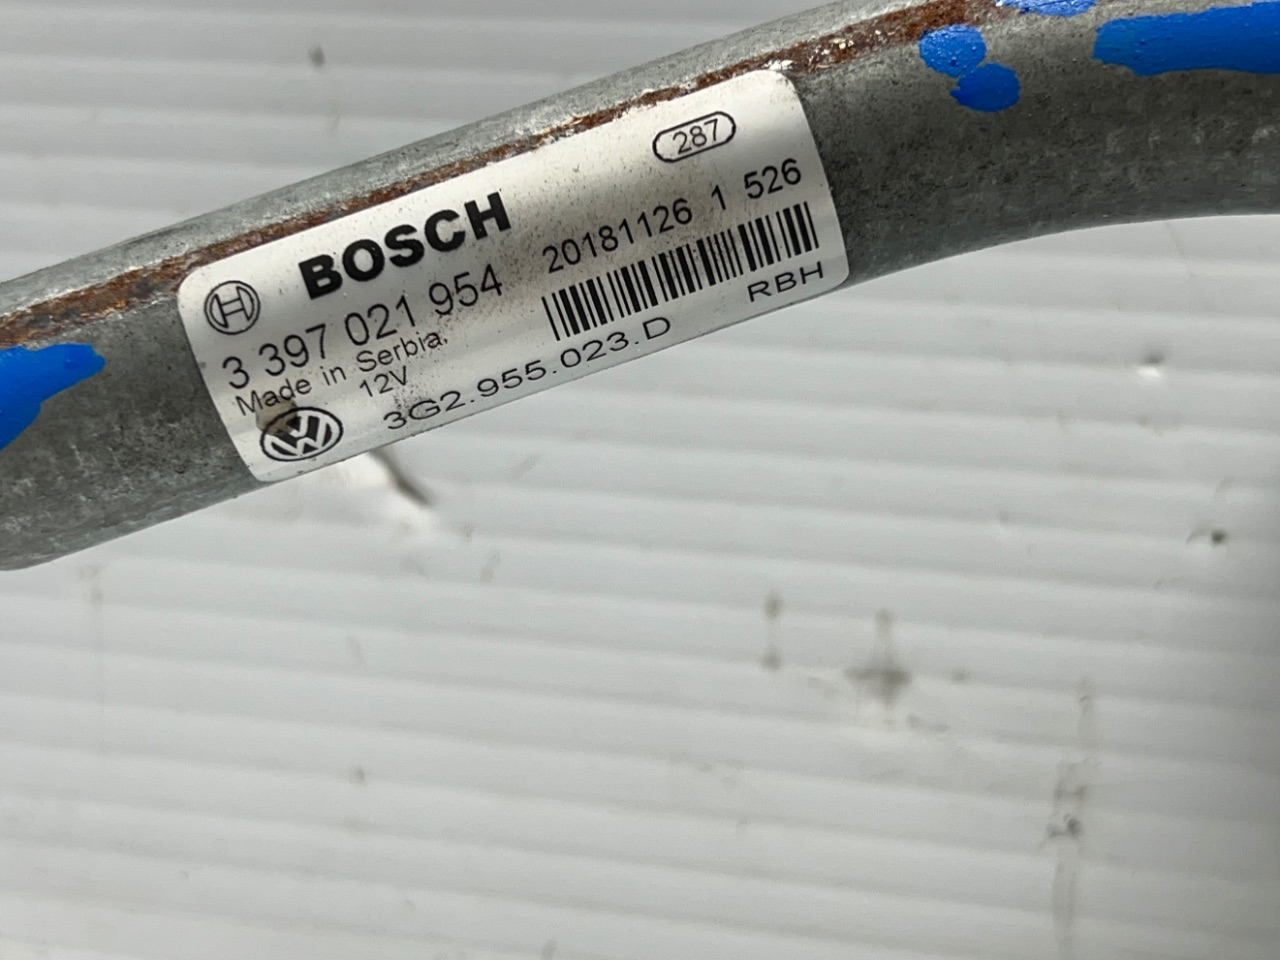 287
BOSCH
20181126 1 526
3 397 021 954
Made in Serbia.
12V
RBH
3G2.955.023.D